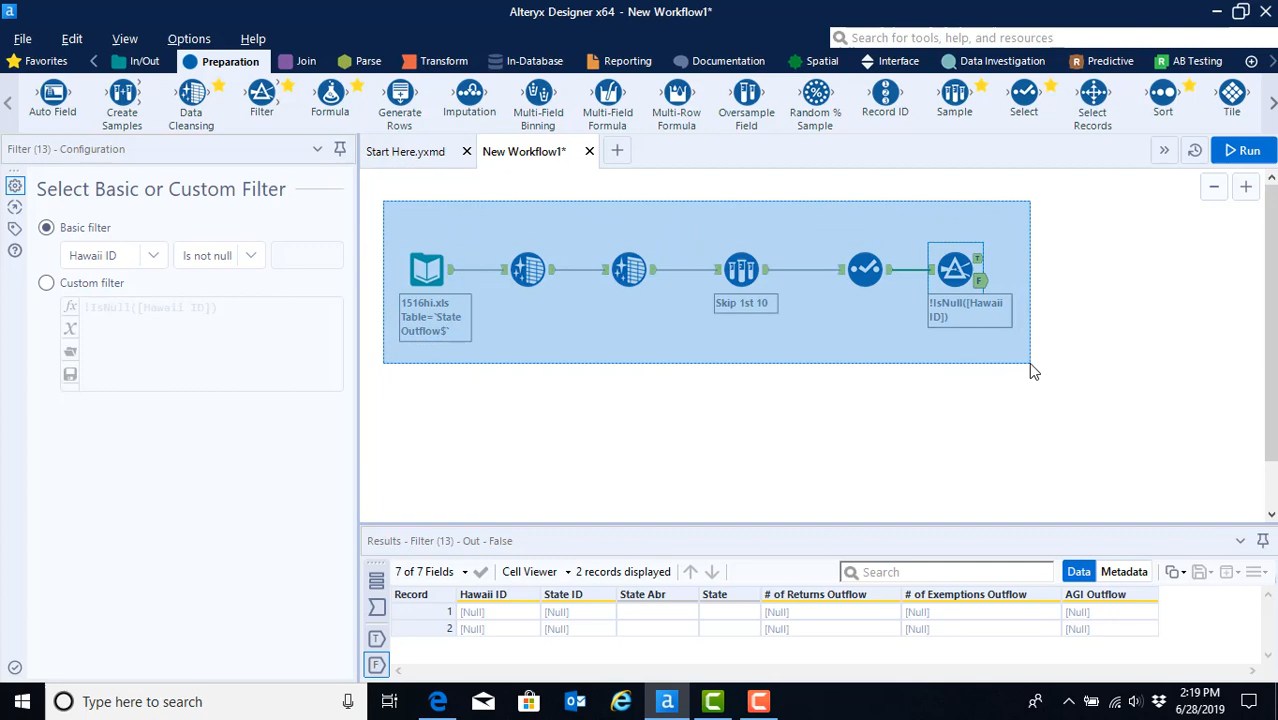 a
Alteryx Designer x64 - New Workflow1*
File Edit View Options Help
Search for tools, help, and resources
Favorites In/Out Preparation Join Parse Transform In-Database Reporting Documentation Spatial Interface Data Investigation R Predictive R AB Testing
Auto Field
Create
Samples
Data
Cleansing
Filter
Formula
Generate
Rows
Imputation
Multi-Field
Binning
Multi-Field
Formula
Multi-Row
Formula
Oversample
Field
Random %
Sample
Record ID
Sample
Select
Select
Records
Sort
Tile
Filter (13) - Configuration
Start Here.yxmd
New Workflow1*
Run
Select Basic or Custom Filter
Basic filter
Hawaii ID
Is not null
Custom filter
!IsNull([Hawaii ID])
1516hi.xls
Table=`State
Outflow$`
Skip 1st 10
T
F
!IsNull([Hawaii
ID])
Results - Filter (13) - Out - False
7 of 7 Fields Cell Viewer 2 records displayed Search Data Metadata
Record Hawaii ID State ID State Abr State # of Returns Outflow # of Exemptions Outflow AGI Outflow
1 [Null] [Null] [Null] [Null] [Null]
2 [Null] [Null] [Null] [Null] [Null]
T
F
Type here to search
a
C
C
2:19 PM
6/28/2019